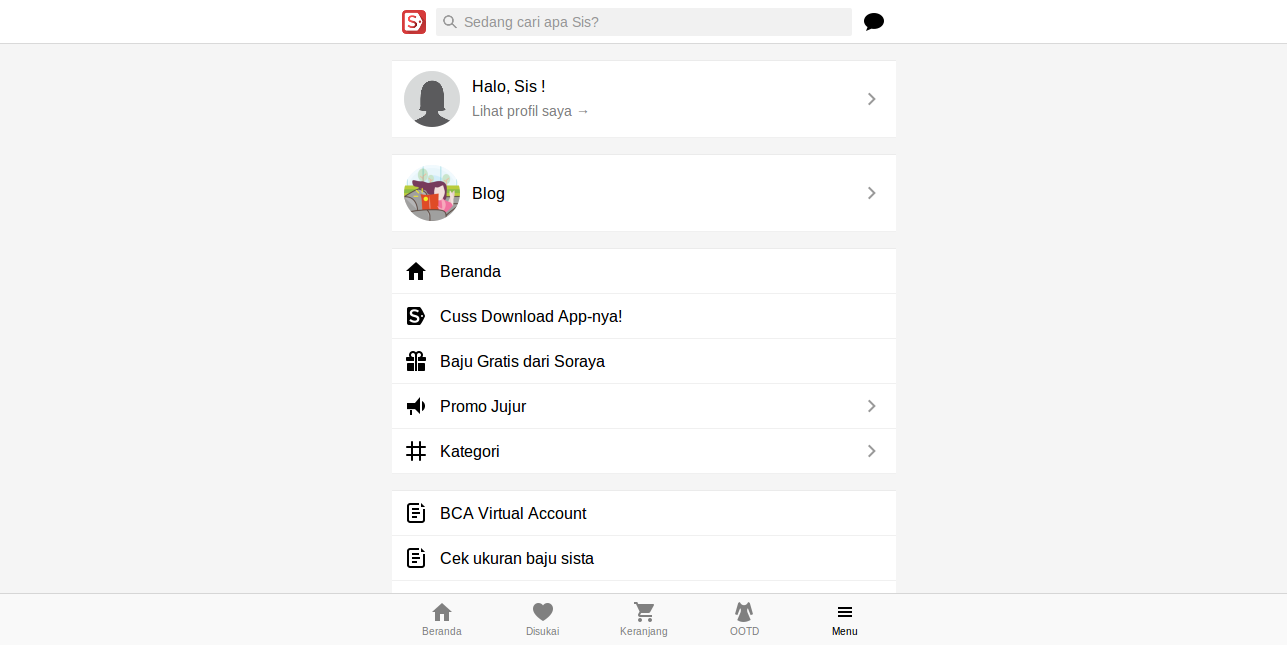 Sedang cari apa Sis?
Halo, Sis !
Lihat profil saya →
Blog
Beranda
Cuss Download App-nya!
Baju Gratis dari Soraya
Promo Jujur
Kategori
BCA Virtual Account
Cek ukuran baju sista
Beranda
Disukai
Keranjang
OOTD
Menu